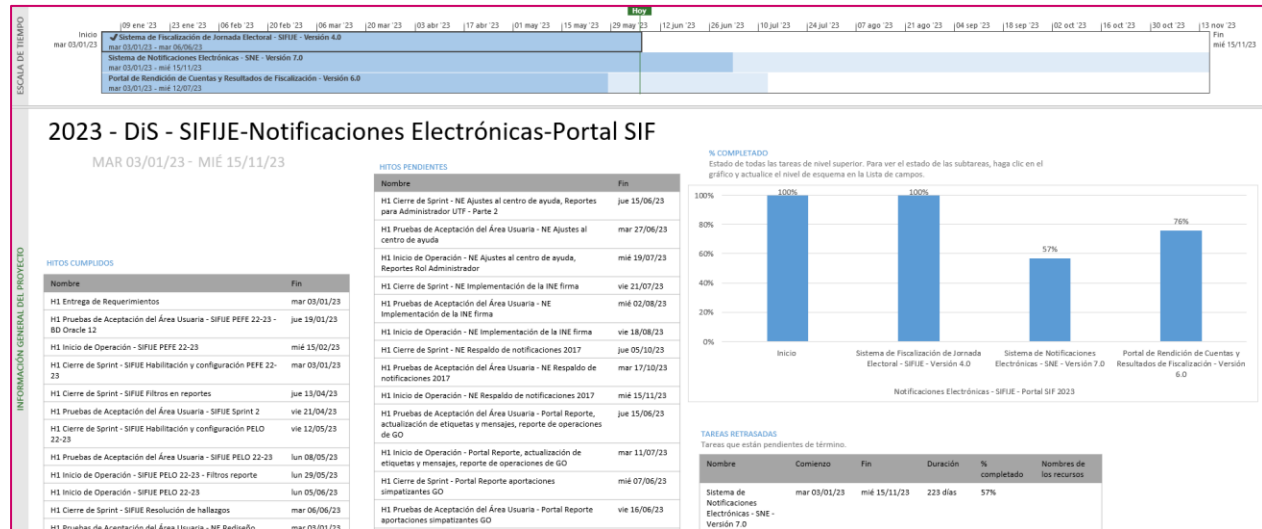 Hoy
09 ene '23 |23 ene '23 |06 feb '23 |20 feb '23 |06 mar '23 |20 mar '23 |03 abr '23 |17 abr '23 |01 may '23 |15 may '23 |29 may '23 |12 jun '23 |26 jun '23 |10 jul '23 |24 jul '23 |07 ago '23 |21 ago '23 |04 sep '23 |18 sep '23 |02 oct '23 |16 oct '23 |30 oct '23 |13 nov '23
ESCALA DE TIEMPO
Inicio
mar 03/01/23
Sistema de Fiscalización de Jornada Electoral - SIFIJE - Versión 4.0
mar 03/01/23 - mar 06/06/23
Sistema de Notificaciones Electrónicas - SNE - Versión 7.0
mar 03/01/23 - mié 15/11/23
Portal de Rendición de Cuentas y Resultados de Fiscalización - Versión 6.0
mar 03/01/23 - mié 12/07/23
Fin
mié 15/11/23
INFORMACIÓN GENERAL DEL PROYECTO
2023 - DiS - SIFIJE-Notificaciones Electrónicas-Portal SIF
MAR 03/01/23 - MIÉ 15/11/23
HITOS CUMPLIDOS
Nombre Fin
H1 Entrega de Requerimientos mar 03/01/23
H1 Pruebas de Aceptación del Área Usuaria - SIFIJE PEFE 22-23 - jue 19/01/23
BD Oracle 12
H1 Inicio de Operación - SIFIJE PEFE 22-23 mié 15/02/23
H1 Cierre de Sprint - SIFIJE Habilitación y configuración PEFE 22- mar 03/01/23
23
H1 Cierre de Sprint - SIFIJE Filtros en reportes jue 13/04/23
H1 Pruebas de Aceptación del Área Usuaria - SIFIJE Sprint 2 vie 21/04/23
H1 Cierre de Sprint - SIFIJE Habilitación y configuración PELO vie 12/05/23
22-23
H1 Pruebas de Aceptación del Área Usuaria - SIFIJE PELO 22-23 lun 08/05/23
H1 Inicio de Operación - SIFIJE PELO 22-23 - Filtros reporte lun 29/05/23
H1 Inicio de Operación - SIFIJE PELO 22-23 lun 05/06/23
H1 Cierre de Sprint - SIFIJE Resolución de hallazgos mar 06/06/23
H1 Pruebas de Aceptación del Área Usuaria - NE Rediseño mar 03/01/23
HITOS PENDIENTES
Nombre Fin
H1 Cierre de Sprint - NE Ajustes al centro de ayuda, Reportes jue 15/06/23
para Administrador UTF - Parte 2
H1 Pruebas de Aceptación del Área Usuaria - NE Ajustes al mar 27/06/23
centro de ayuda
H1 Inicio de Operación - NE Ajustes al centro de ayuda, mié 19/07/23
Reportes Rol Administrador
H1 Cierre de Sprint - NE Implementación de la INE firma vie 21/07/23
H1 Pruebas de Aceptación del Área Usuaria - NE mié 02/08/23
Implementación de la INE firma
H1 Inicio de Operación - NE Implementación de la INE firma vie 18/08/23
H1 Cierre de Sprint - NE Respaldo de notificaciones 2017 jue 05/10/23
H1 Pruebas de Aceptación del Área Usuaria - NE Respaldo de mar 17/10/23
notificaciones 2017
H1 Inicio de Operación - NE Respaldo de notificaciones 2017 mié 15/11/23
H1 Pruebas de Aceptación del Área Usuaria - Portal Reporte, jue 15/06/23
actualización de etiquetas y mensajes, reporte de operaciones
de GO
H1 Inicio de Operación - Portal Reporte, actualización de mar 11/07/23
etiquetas y mensajes, reporte de operaciones de GO
H1 Cierre de Sprint - Portal Reporte aportaciones mié 07/06/23
simpatizantes GO
H1 Pruebas de Aceptación del Área Usuaria - Portal Reporte vie 16/06/23
aportaciones simpatizantes GO
% COMPLETADO
Estado de todas las tareas de nivel superior. Para ver el estado de las subtareas, haga clic en el
gráfico y actualice el nivel de esquema en la Lista de campos.
100%
80%
60%
40%
20%
0%
100% 100% 57% 76%
Inicio
Sistema de Fiscalización de Jornada
Electoral - SIFIJE - Versión 4.0
Sistema de Notificaciones
Electrónicas - SNE - Versión 7.0
Portal de Rendición de Cuentas y
Resultados de Fiscalización - Versión
6.0
Notificaciones Electrónicas - SIFIJE - Portal SIF 2023
TAREAS RETRASADAS
Tareas que están pendientes de término.
Nombre Comienzo Fin Duración % completado Nombres de los recursos
Sistema de mar 03/01/23 mié 15/11/23 223 días 57%
Notificaciones
Electrónicas - SNE -
Versión 7.0